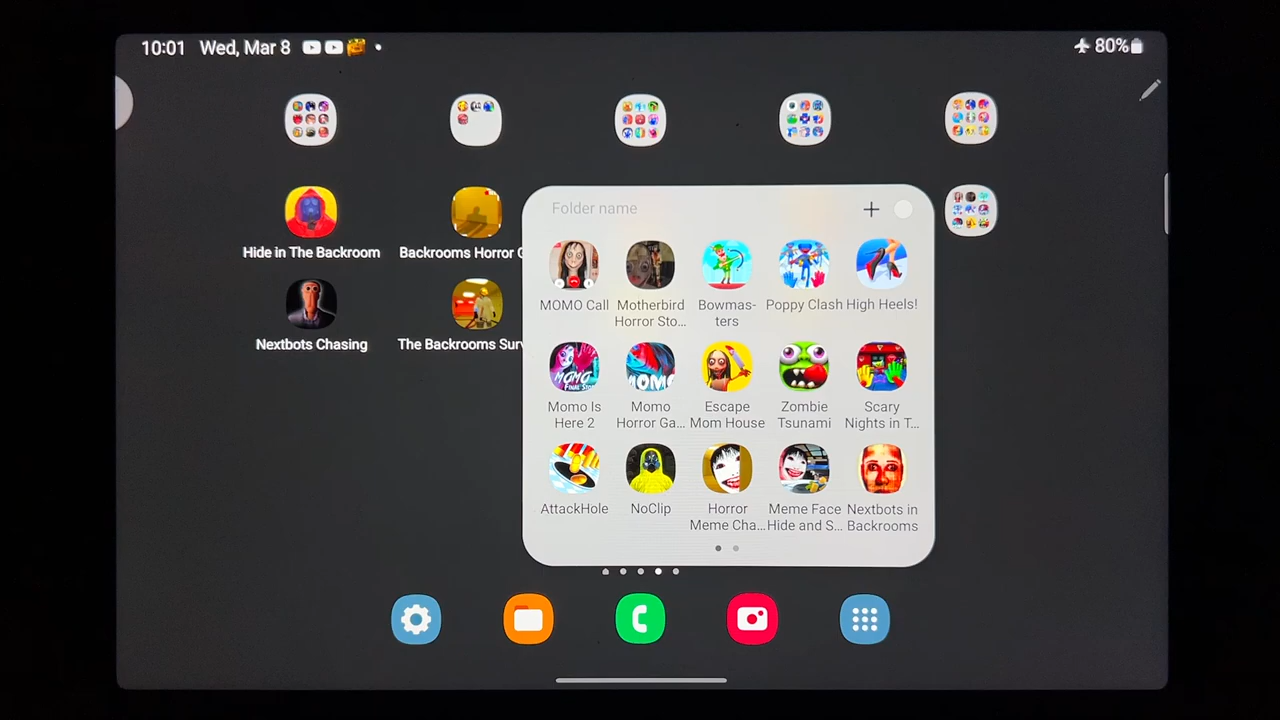 10:01 Wed, Mar 8
80%
Hide in The Backroom
Backrooms Horror
Nextbots Chasing
The Backrooms
Folder name
MOMO Call
Motherbird
Horror Sto...
Bowmas-
ters
Poppy Clash
High Heels!
Momo Is
Here 2
Momo
Horror Ga...
Escape
Mom House
Zombie
Tsunami
Scary
Nights in T...
AttackHole
NoClip
Horror
Meme Cha...
Meme Face
Hide and S...
Nextbots in
Backrooms